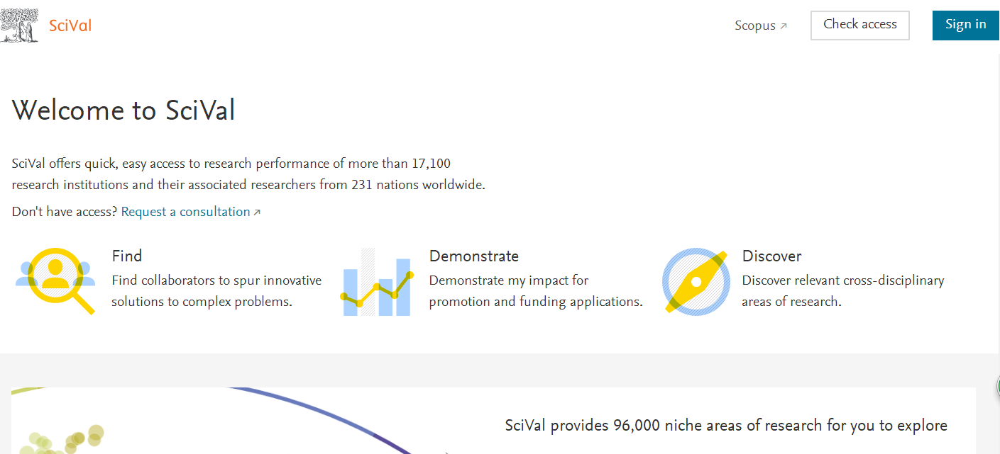 SciVal
Scopus
Check access
Sign in
Welcome to SciVal
SciVal offers quick, easy access to research performance of more than 17,100
research institutions and their associated researchers from 231 nations worldwide.
Don't have access? Request a consultation
Find
Find collaborators to spur innovative
solutions to complex problems.
Demonstrate
Demonstrate my impact for
promotion and funding applications.
Discover
Discover relevant cross-disciplinary
areas of research.
SciVal provides 96,000 niche areas of research for you to explore